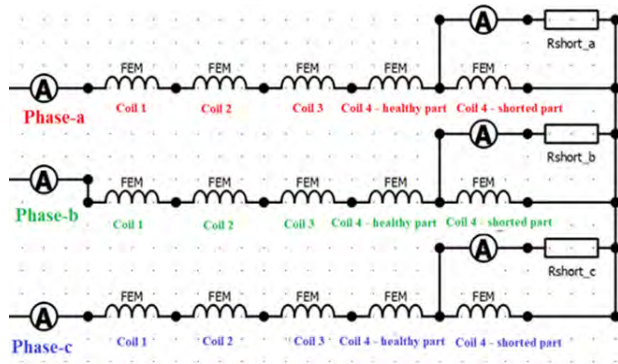 A
Rshort_a
A FEM FEM FEM FEM FEM
Phase-a Coil 1 Coil 2 Coil 3 Coil 4 - healthy part Coil 4 - shorted part
A
Rshort_b
A FEM FEM FEM FEM FEM
Phase-b Coil 1 Coil 2 Coil 3 Coil 4 - healthy part Coil 4 - shorted part
A
Rshort_c
A FEM FEM FEM FEM FEM
Phase-c Coil 1 Coil 2 Coil 3 Coil 4 - healthy part Coil 4 - shorted part